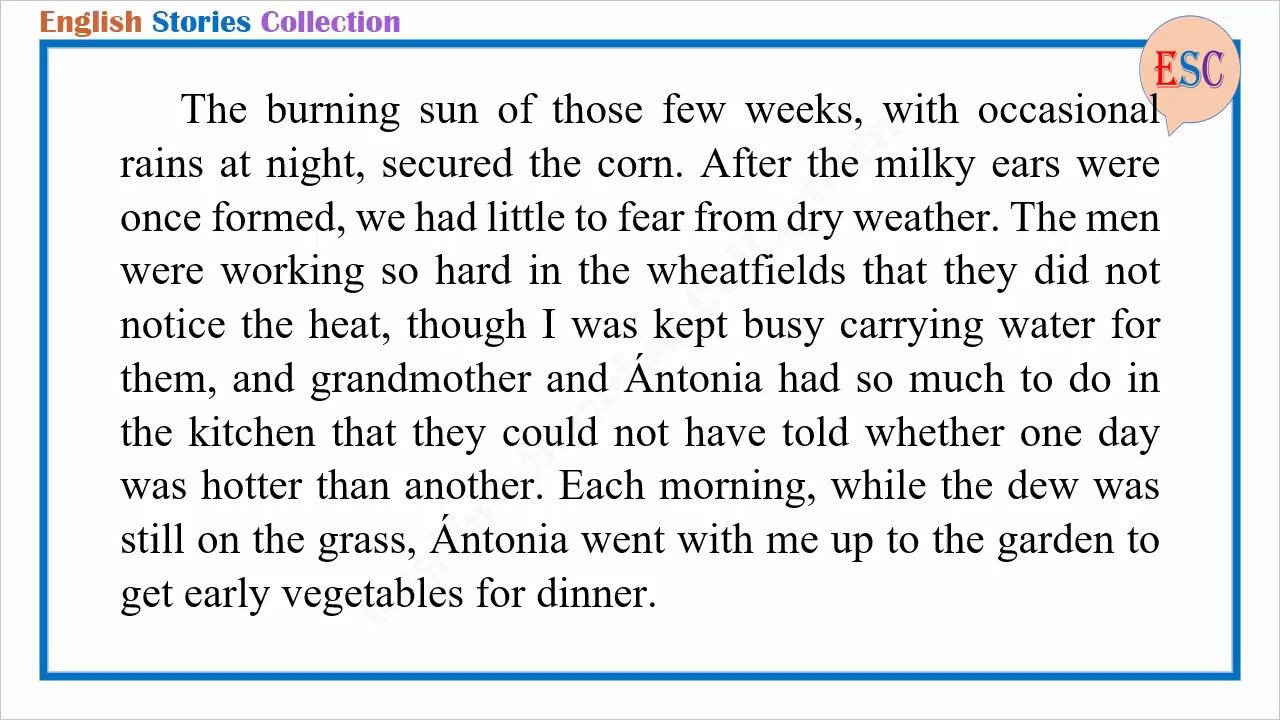 English Stories Collection
ESC
The burning sun of those few weeks, with occasional
rains at night, secured the corn. After the milky ears were
once formed, we had little to fear from dry weather. The men
were working so hard in the wheatfields that they did not
notice the heat, though I was kept busy carrying water for
them, and grandmother and Ántonia had so much to do in
the kitchen that they could not have told whether one day
was hotter than another. Each morning, while the dew was
still on the grass, Ántonia went with me up to the garden to
get early vegetables for dinner.